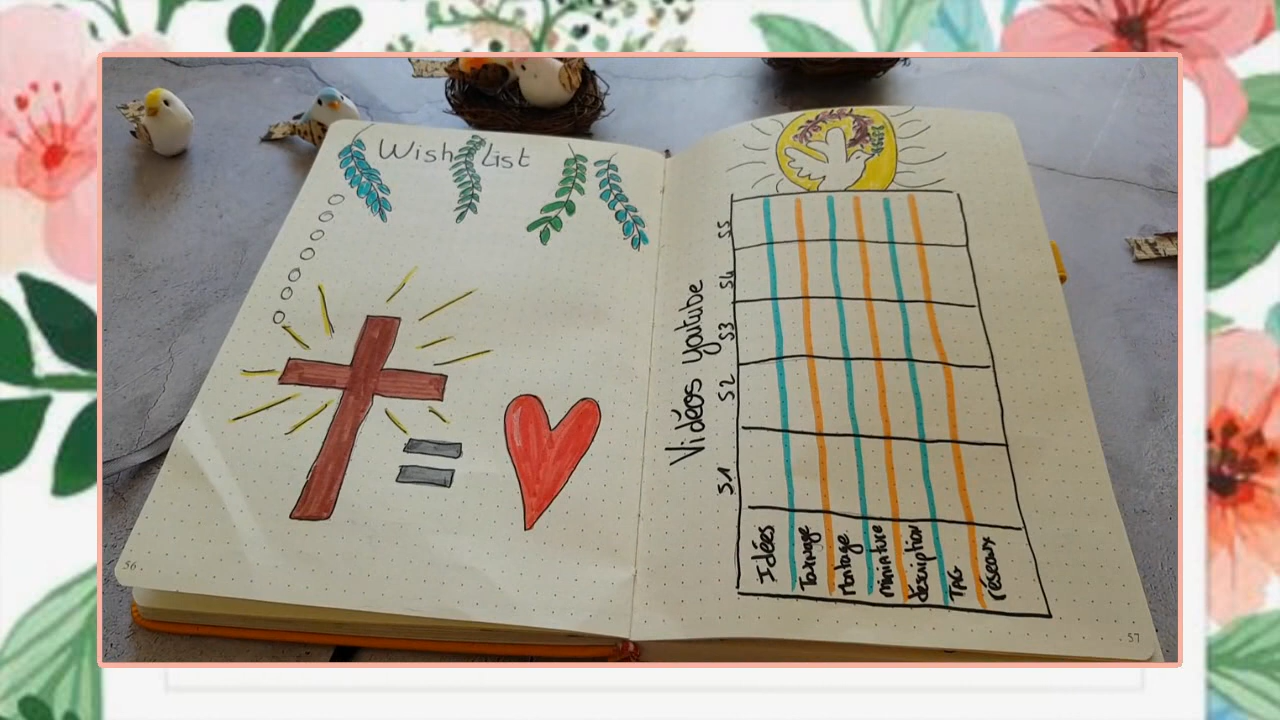 Wish List
56
Vidéos Youtube
S1
S2
S3
S4
S5
Idées
Tournage
Montage
miniature
description
TAG
réseaux
57